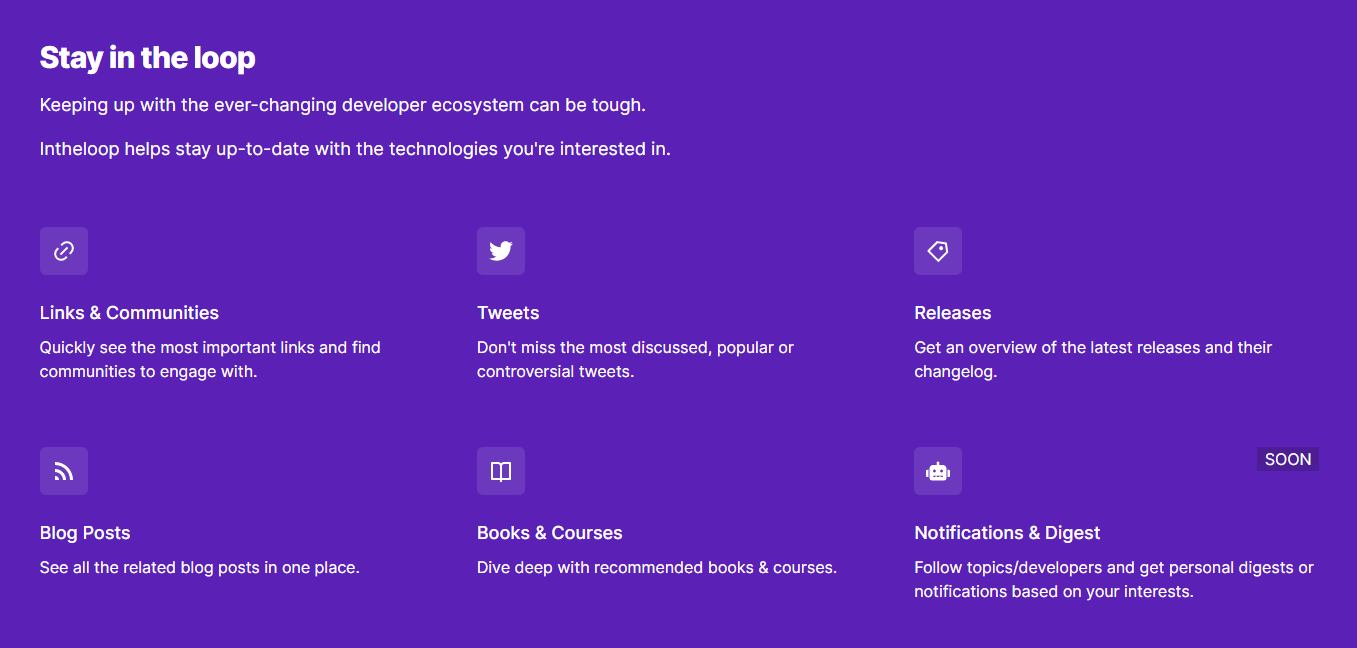 Stay in the loop
Keeping up with the ever-changing developer ecosystem can be tough.
Intheloop helps stay up-to-date with the technologies you're interested in.
Links & Communities
Quickly see the most important links and find
communities to engage with.
Tweets
Don't miss the most discussed, popular or
controversial tweets.
Releases
Get an overview of the latest releases and their
changelog.
Blog Posts
See all the related blog posts in one place.
Books & Courses
Dive deep with recommended books & courses.
SOON
Notifications & Digest
Follow topics/developers and get personal digests or
notifications based on your interests.